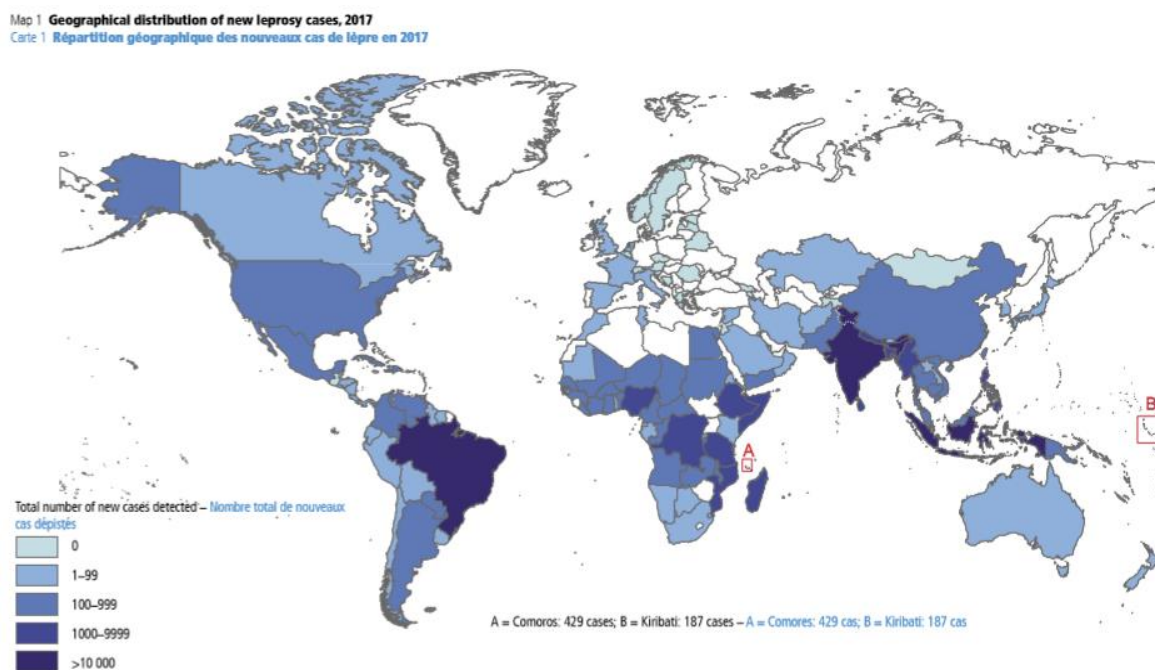 Map 1 Geographical distribution of new leprosy cases, 2017
Carte 1 Répartition géographique des nouveaux cas de lèpre en 2017
A
B
Total number of new cases detected – Nombre total de nouveaux
cas dépistés
0
1–99
100–999
1000–9999
>10 000
A = Comoros: 429 cases; B = Kiribati: 187 cases – A = Comores: 429 cas; B = Kiribati: 187 cas